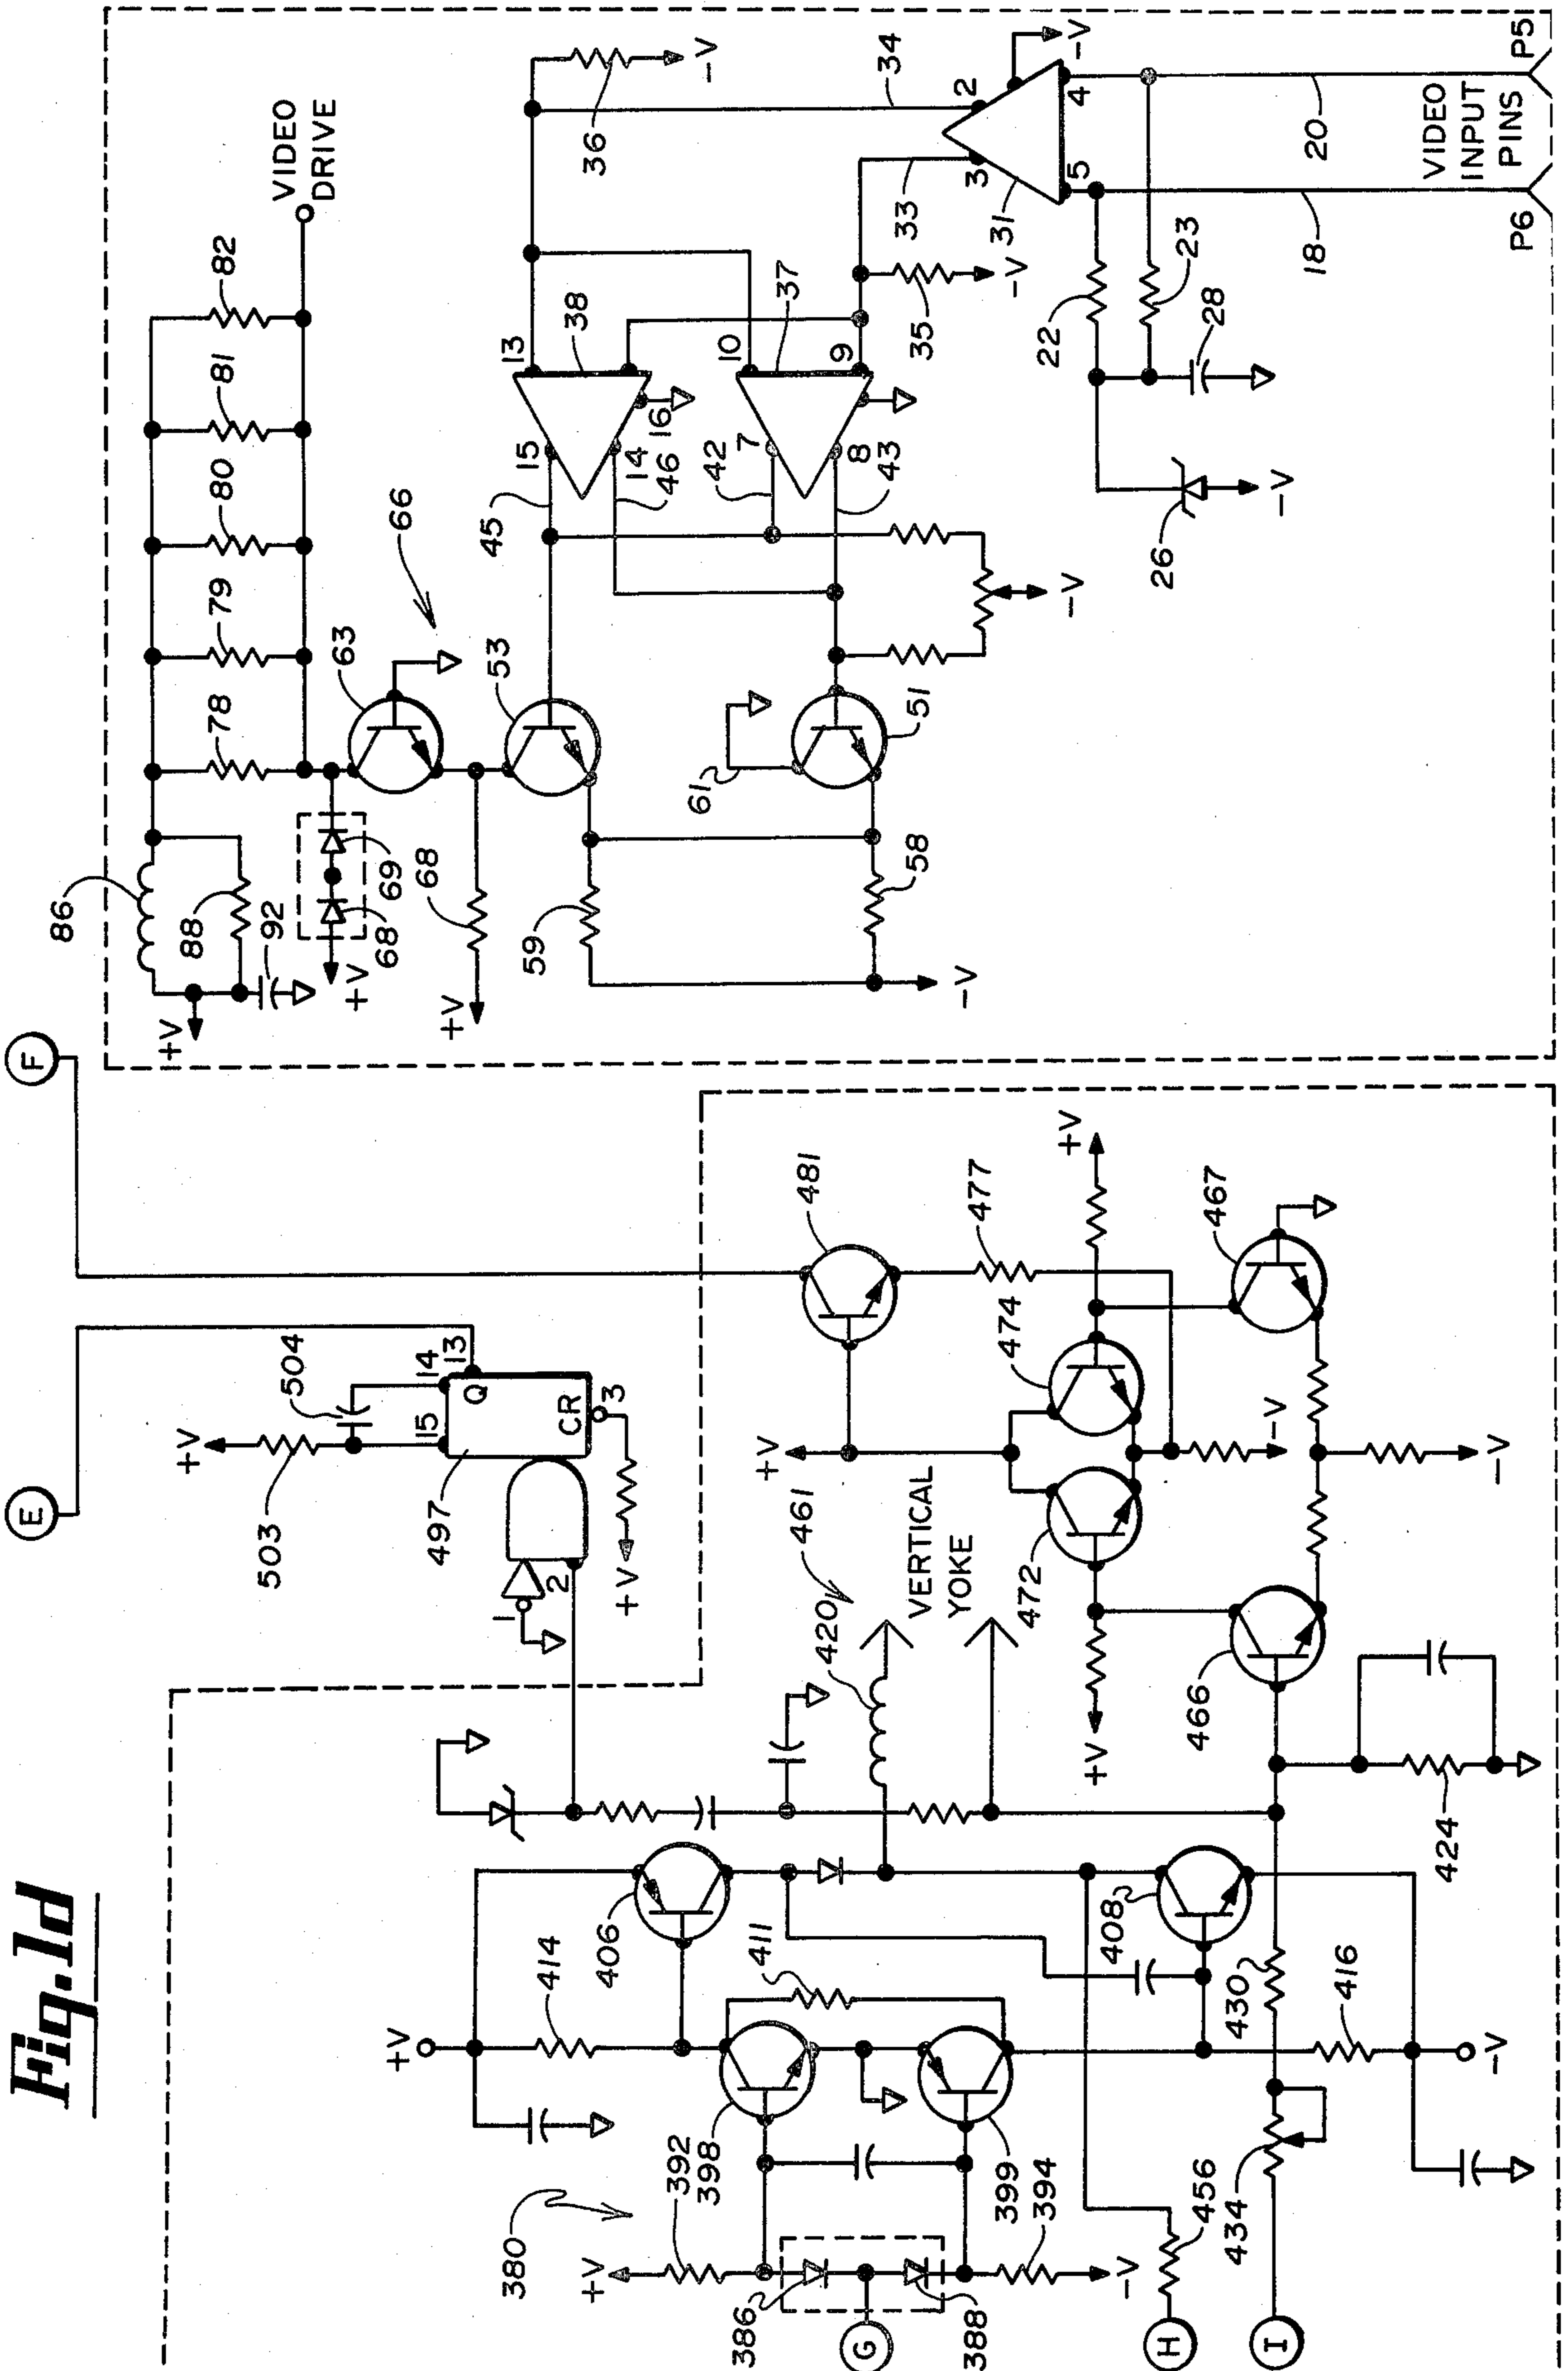 F
E
Fig.1d
VIDEO
DRIVE
82
81
80
79
78
86
88
92
+V
68
69
+V
63
66
68
+V
53
59
58
-V
61
51
45
15
14
46
16
13
38
42
7
8
43
10
37
9
-V
36
-V
34
2
3
33
31
5
4
-V
35
-V
22
23
28
26
-V
18
20
VIDEO
INPUT
PINS
P6
P5
+V
503
504
15
14
13
Q
CR
3
497
1
2
+V
481
477
474
472
+V
+V
467
466
-V
-V
+V
461
420
VERTICAL
YOKE
424
406
408
411
414
416
430
+V
-V
434
456
380
392
398
399
394
+V
-V
386
388
G
H
I